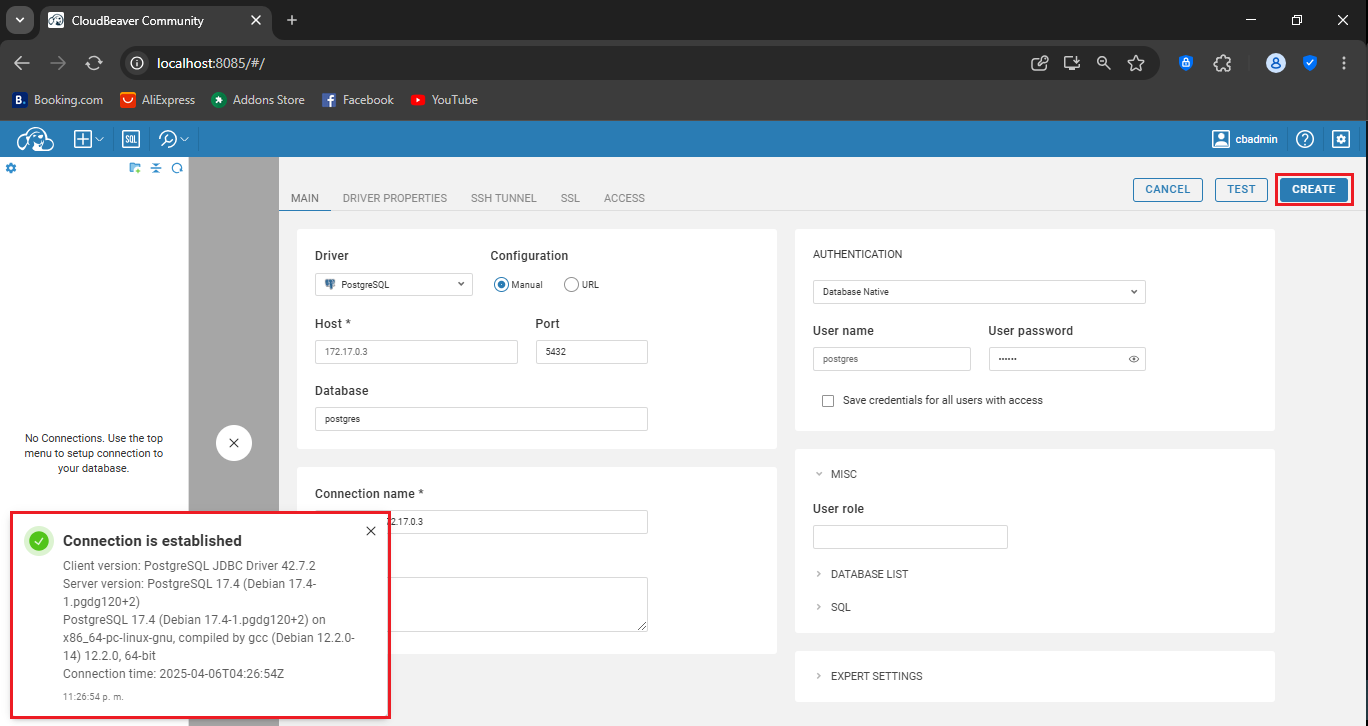 CloudBeaver Community
localhost:8085/#/
B. Booking.com
AliExpress
Addons Store
Facebook
YouTube
SQL
cbadmin
MAIN
DRIVER PROPERTIES
SSH TUNNEL
SSL
ACCESS
CANCEL
TEST
CREATE
Driver
Configuration
PostgreSQL
Manual
URL
Host *
Port
172.17.0.3
5432
Database
postgres
AUTHENTICATION
Database Native
User name
User password
postgres
••••••
Save credentials for all users with access
No Connections. Use the top
menu to setup connection to
your database.
Connection name *
2.17.0.3
MISC
User role
DATABASE LIST
SQL
EXPERT SETTINGS
Connection is established
Client version: PostgreSQL JDBC Driver 42.7.2
Server version: PostgreSQL 17.4 (Debian 17.4-
1.pgdg120+2)
PostgreSQL 17.4 (Debian 17.4-1.pgdg120+2) on
x86_64-pc-linux-gnu, compiled by gcc (Debian 12.2.0-
14) 12.2.0, 64-bit
Connection time: 2025-04-06T04:26:54Z
11:26:54 p. m.